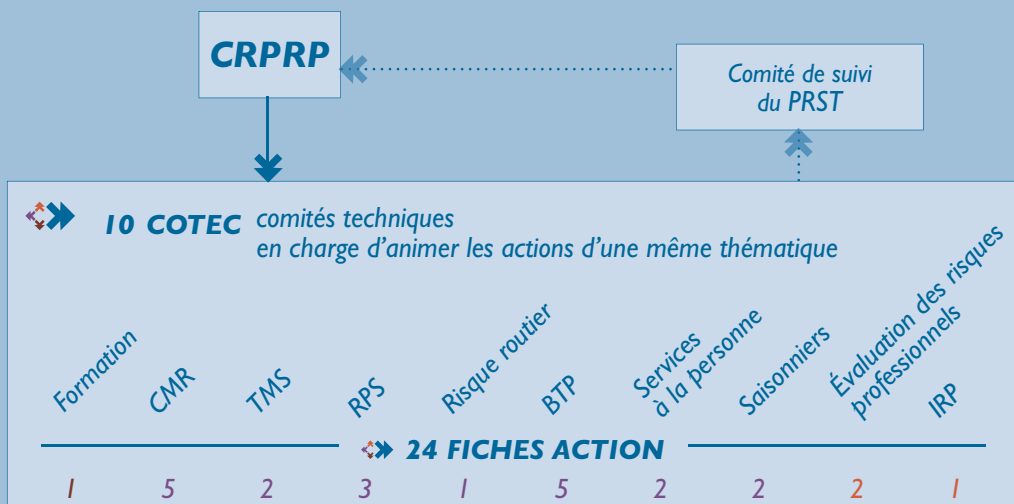 CRPRP
Comité de suivi
du PRST
10 COTEC comités techniques
en charge d'animer les actions d'une même thématique
Formation
CMR
TMS
RPS
Risque routier
BTP
Services
à la personne
Saisonniers
Évaluation des risques
professionnels
IRP
24 FICHES ACTION
1 5 2 3 1 5 2 2 2 1